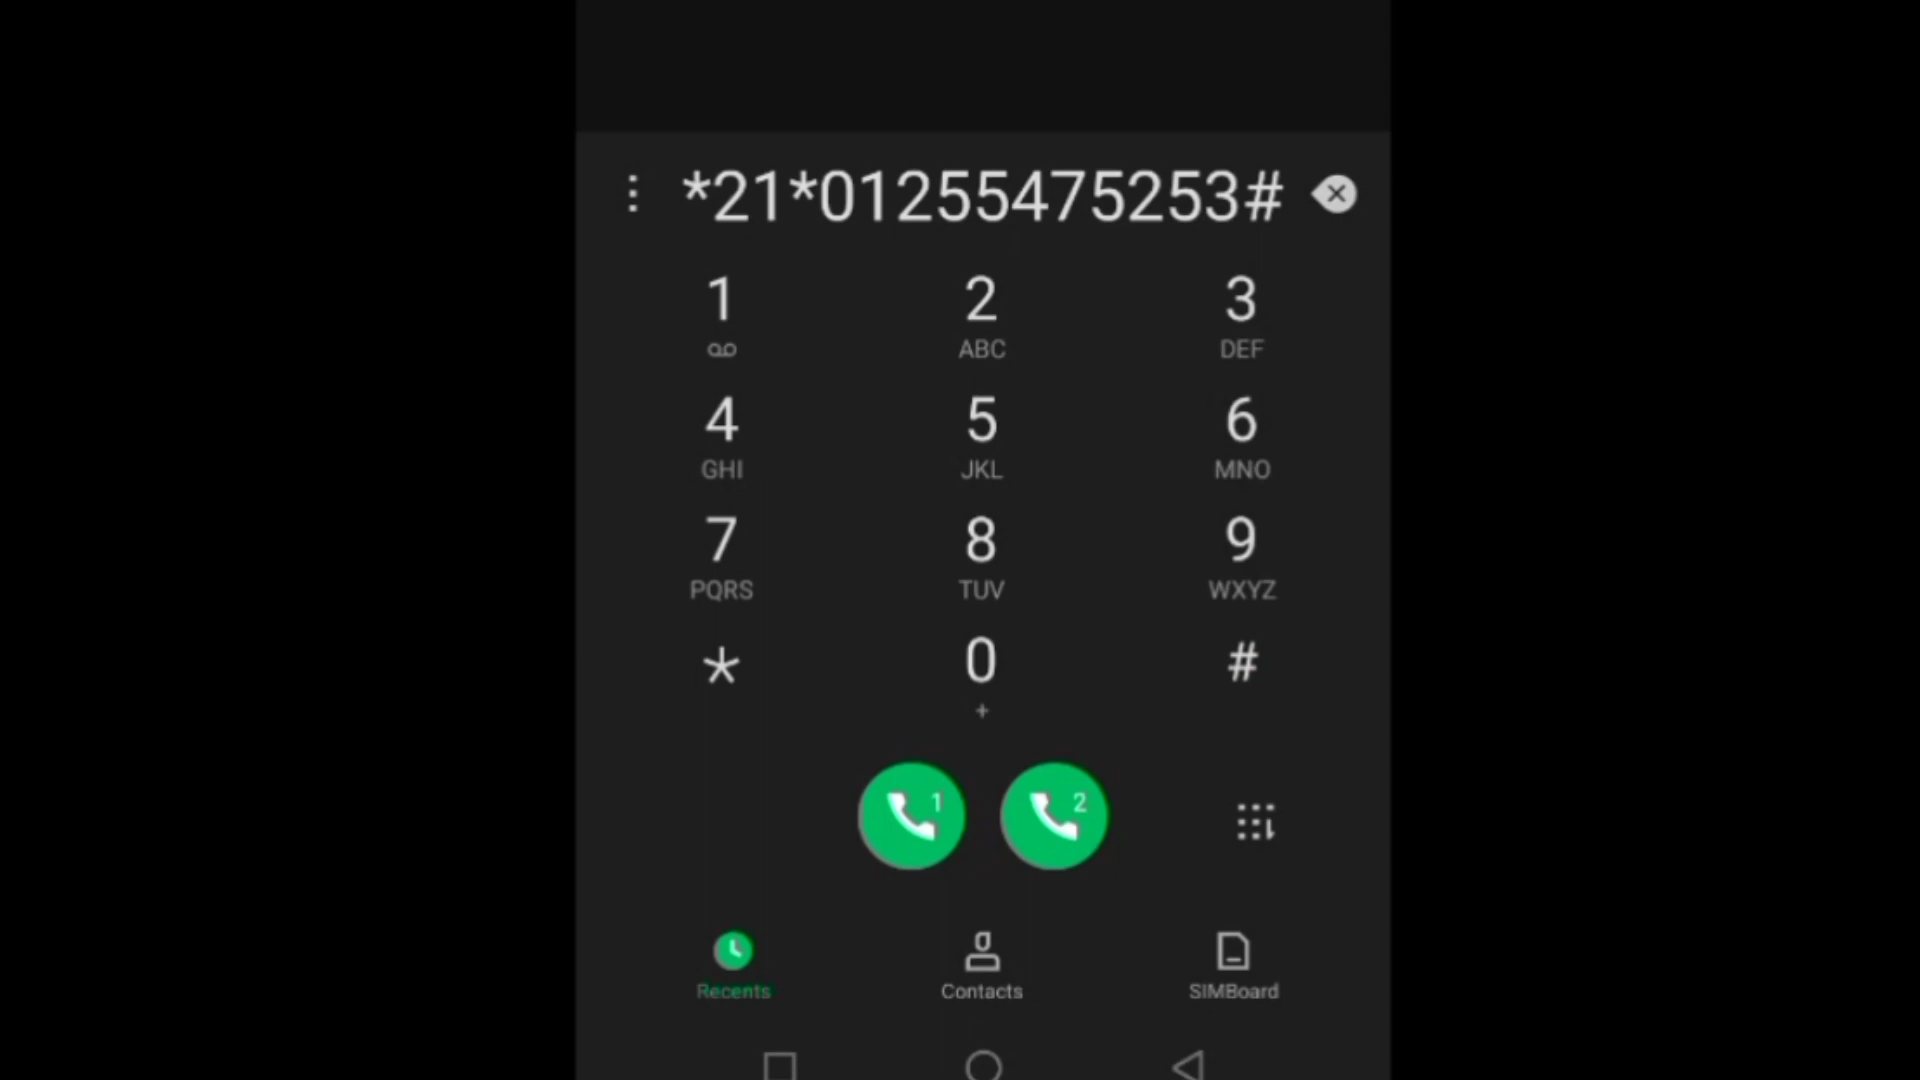 *21*01255475253#
1 2 3
ABC DEF
4 5 6
GHI JKL MNO
7 8 9
PQRS TUV WXYZ
* 0 #
+
1 2
Recents Contacts SIMBoard